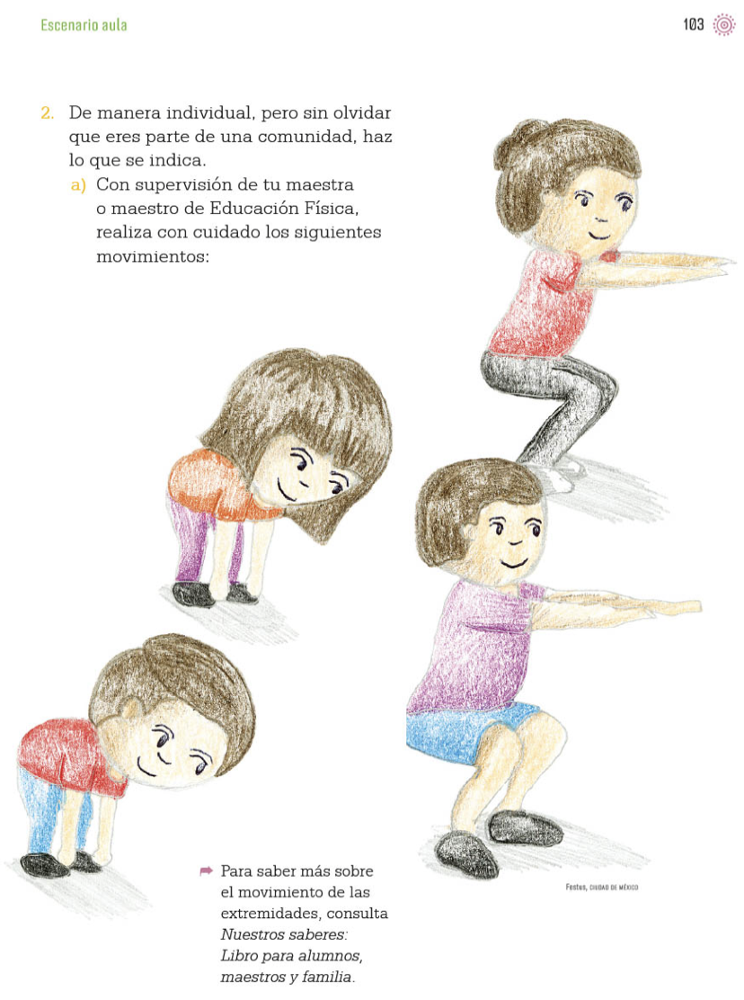 Escenario aula
103
2. De manera individual, pero sin olvidar
que eres parte de una comunidad, haz
lo que se indica.
a) Con supervisión de tu maestra
o maestro de Educación Física,
realiza con cuidado los siguientes
movimientos:
Festus, CIUDAD DE MÉXICO
Para saber más sobre
el movimiento de las
extremidades, consulta
Nuestros saberes:
Libro para alumnos,
maestros y familia.